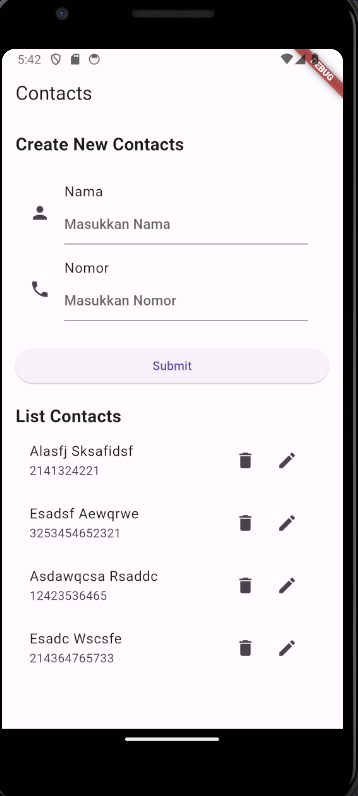 5:42
DEBUG
Contacts
Create New Contacts
Nama
Masukkan Nama
Nomor
Masukkan Nomor
Submit
List Contacts
Alasfj Sksafidsf
2141324221
Esadsf Aewqrwe
3253454652321
Asdawqcsa Rsaddc
12423536465
Esadc Wscsfe
214364765733